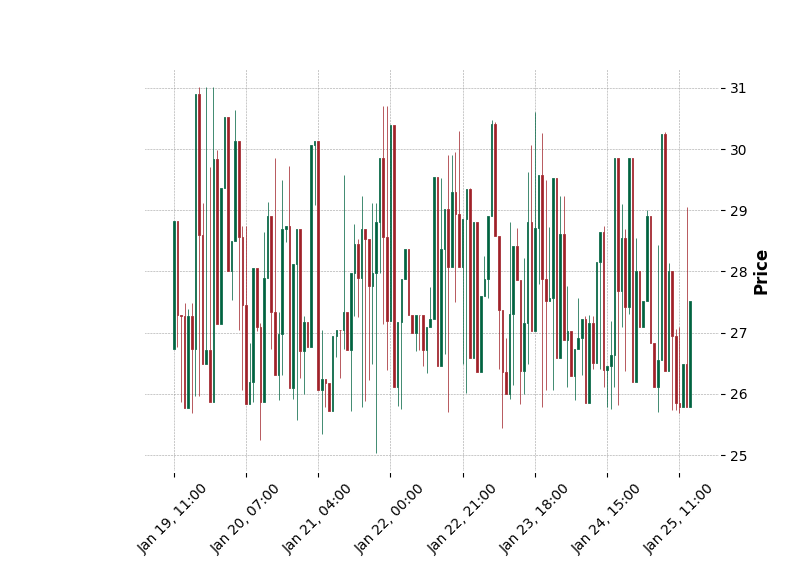 31
30
29
28
27
26
25
Price
Jan 19, 11:00
Jan 20, 07:00
Jan 21, 04:00
Jan 22, 00:00
Jan 22, 21:00
Jan 23, 18:00
Jan 24, 15:00
Jan 25, 11:00